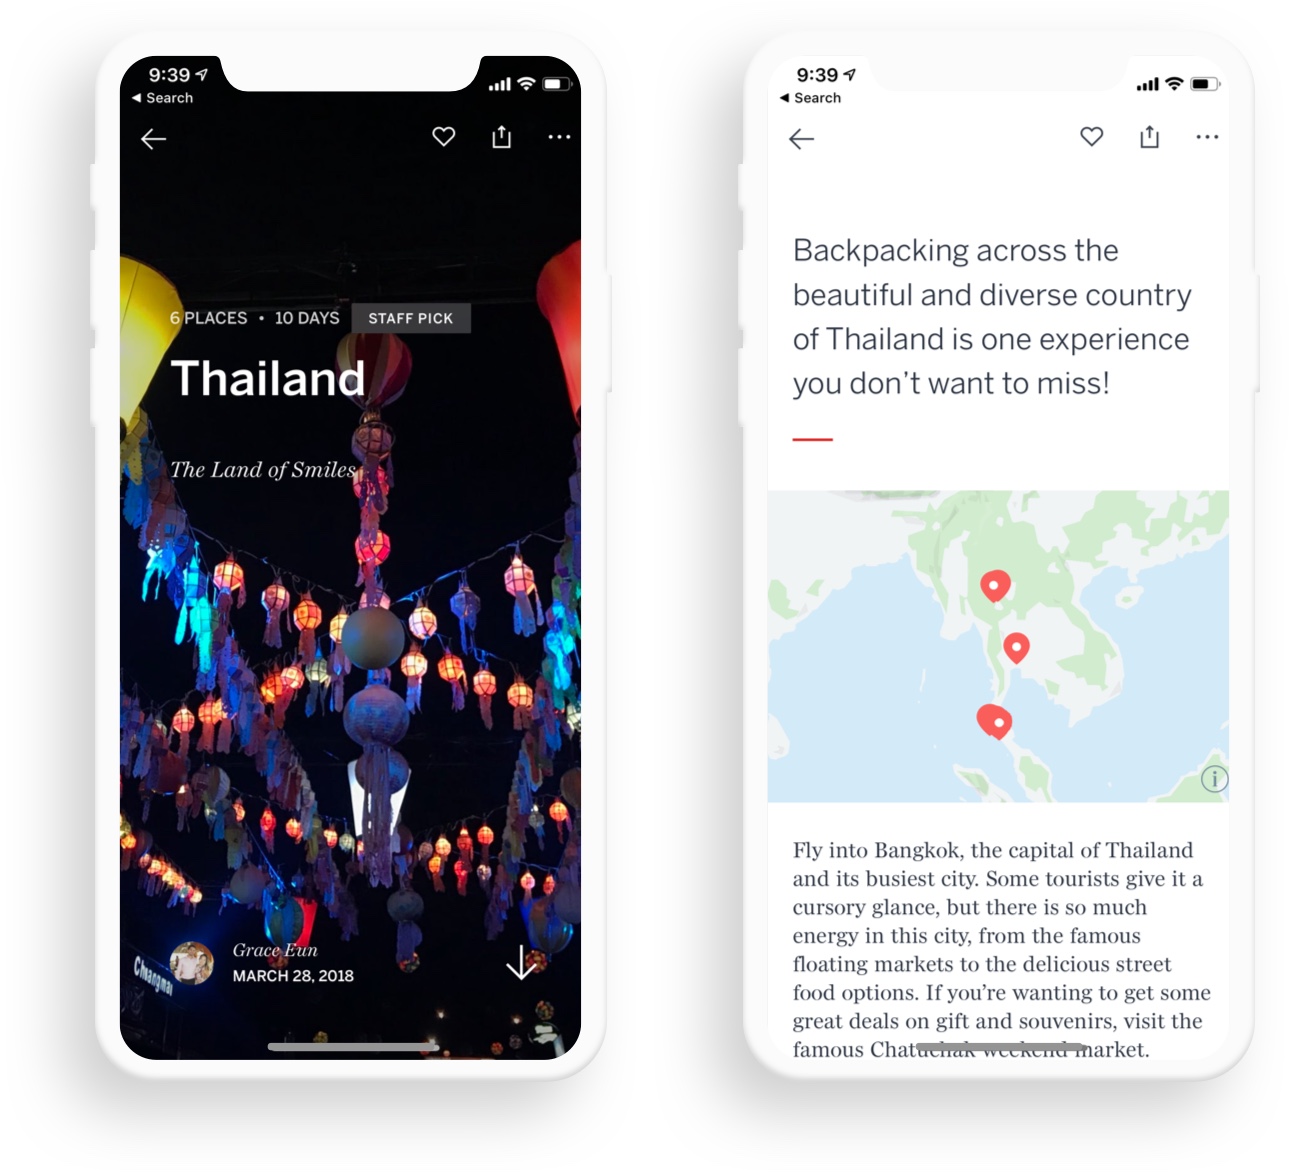 9:39
◀ Search
6 PLACES • 10 DAYS STAFF PICK
Thailand
The Land of Smiles
Grace Eun
MARCH 28, 2018
Chiangmai
9:39
◀ Search
Backpacking across the
beautiful and diverse country
of Thailand is one experience
you don’t want to miss!
i
Fly into Bangkok, the capital of Thailand
and its busiest city. Some tourists give it a
cursory glance, but there is so much
energy in this city, from the famous
floating markets to the delicious street
food options. If you’re wanting to get some
great deals on gift and souvenirs, visit the
famous Chatuchak weekend market.